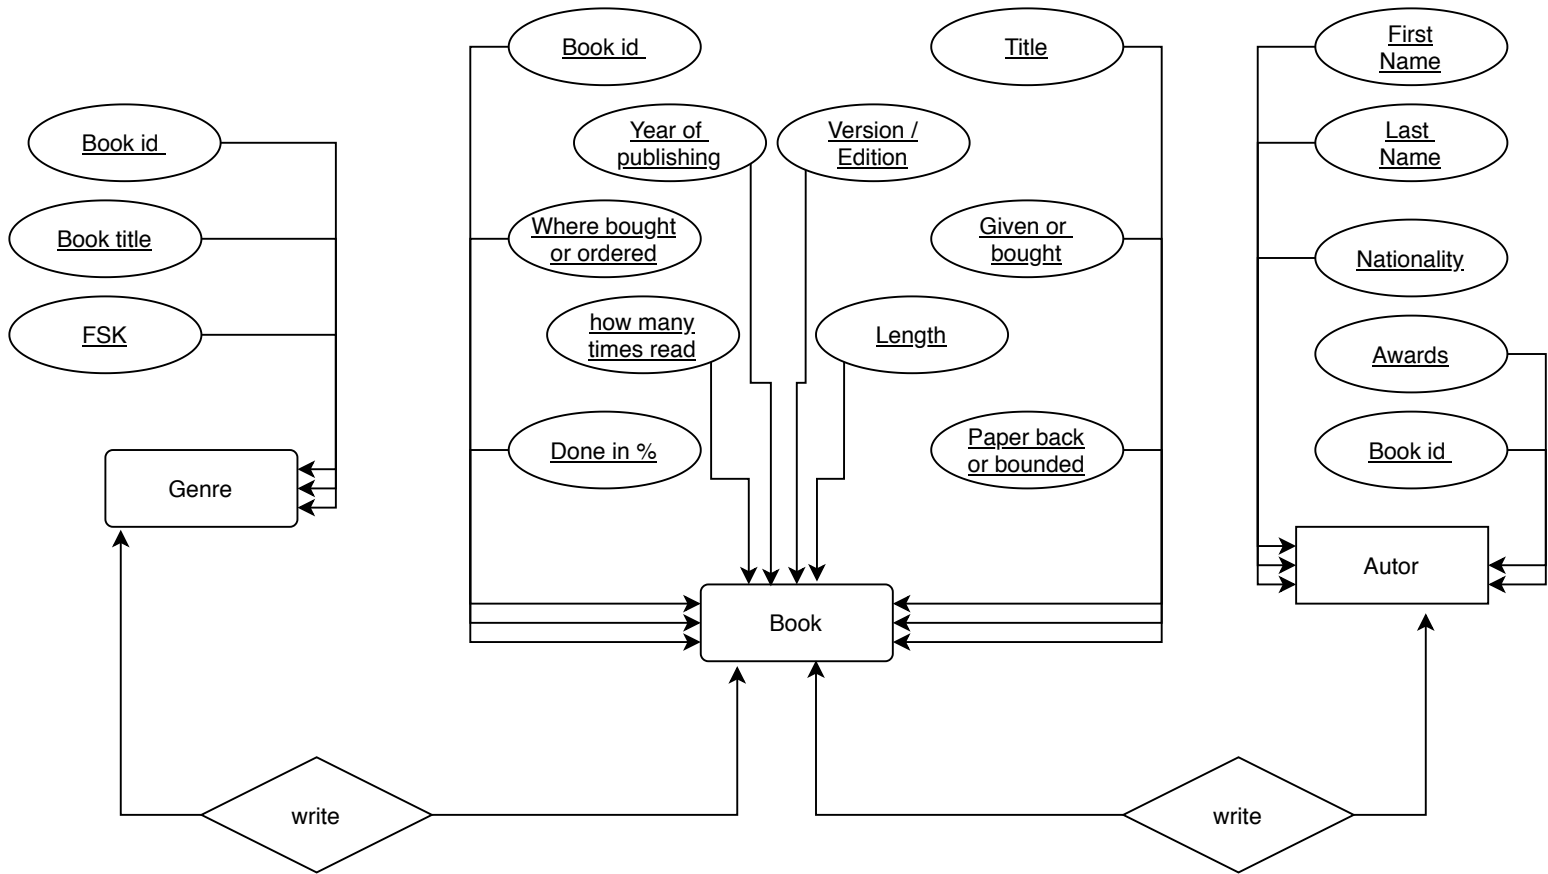 Book id
Title
First
Name
Book id
Year of
publishing
Version /
Edition
Last
Name
Book title
Where bought
or ordered
Given or
bought
Nationality
FSK
how many
times read
Length
Awards
Done in %
Paper back
or bounded
Book id
Genre
Autor
Book
write
write